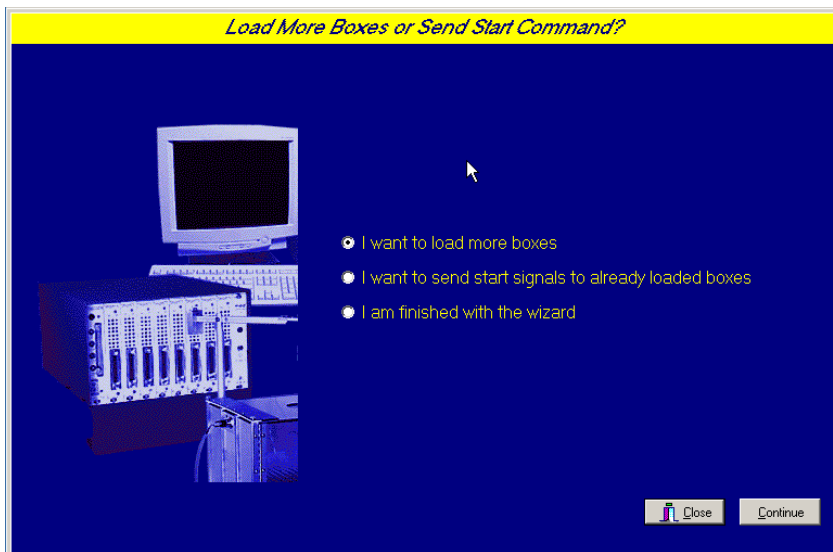 Load More Boxes or Send Start Command?
I want to load more boxes
I want to send start signals to already loaded boxes
I am finished with the wizard
Close
Continue